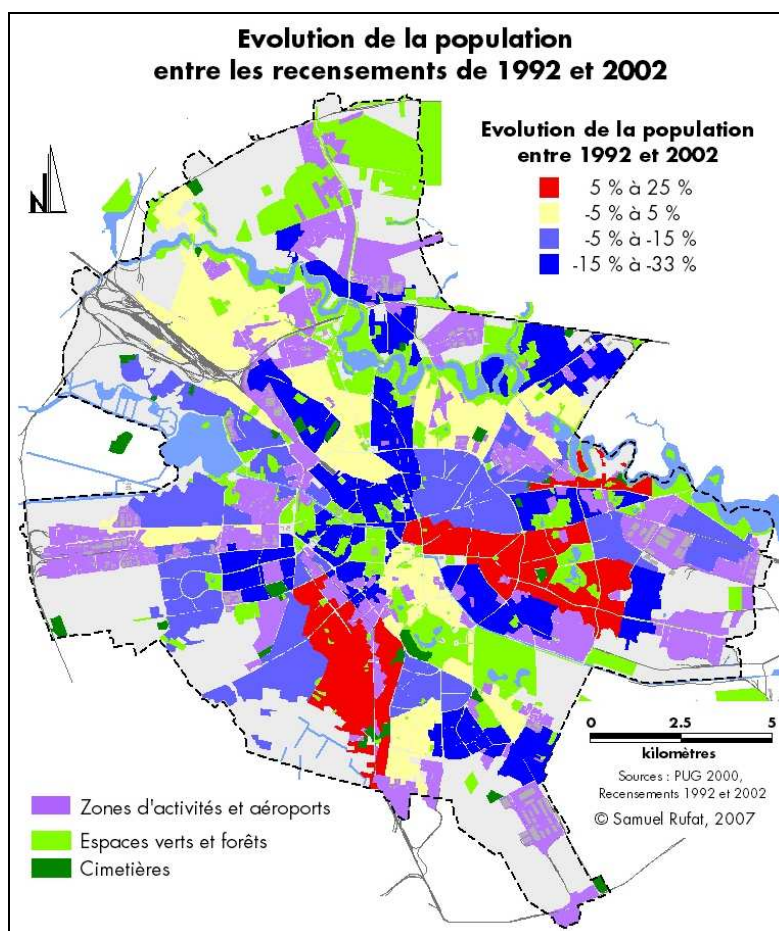 Evolution de la population
entre les recensements de 1992 et 2002
Evolution de la population
entre 1992 et 2002
5 % à 25 %
-5 % à 5 %
-5 % à -15 %
-15 % à -33 %
N
0 2.5 5
kilomètres
Sources : PUG 2000,
Recensements 1992 et 2002
© Samuel Rufat, 2007
Zones d'activités et aéroports
Espaces verts et forêts
Cimetières